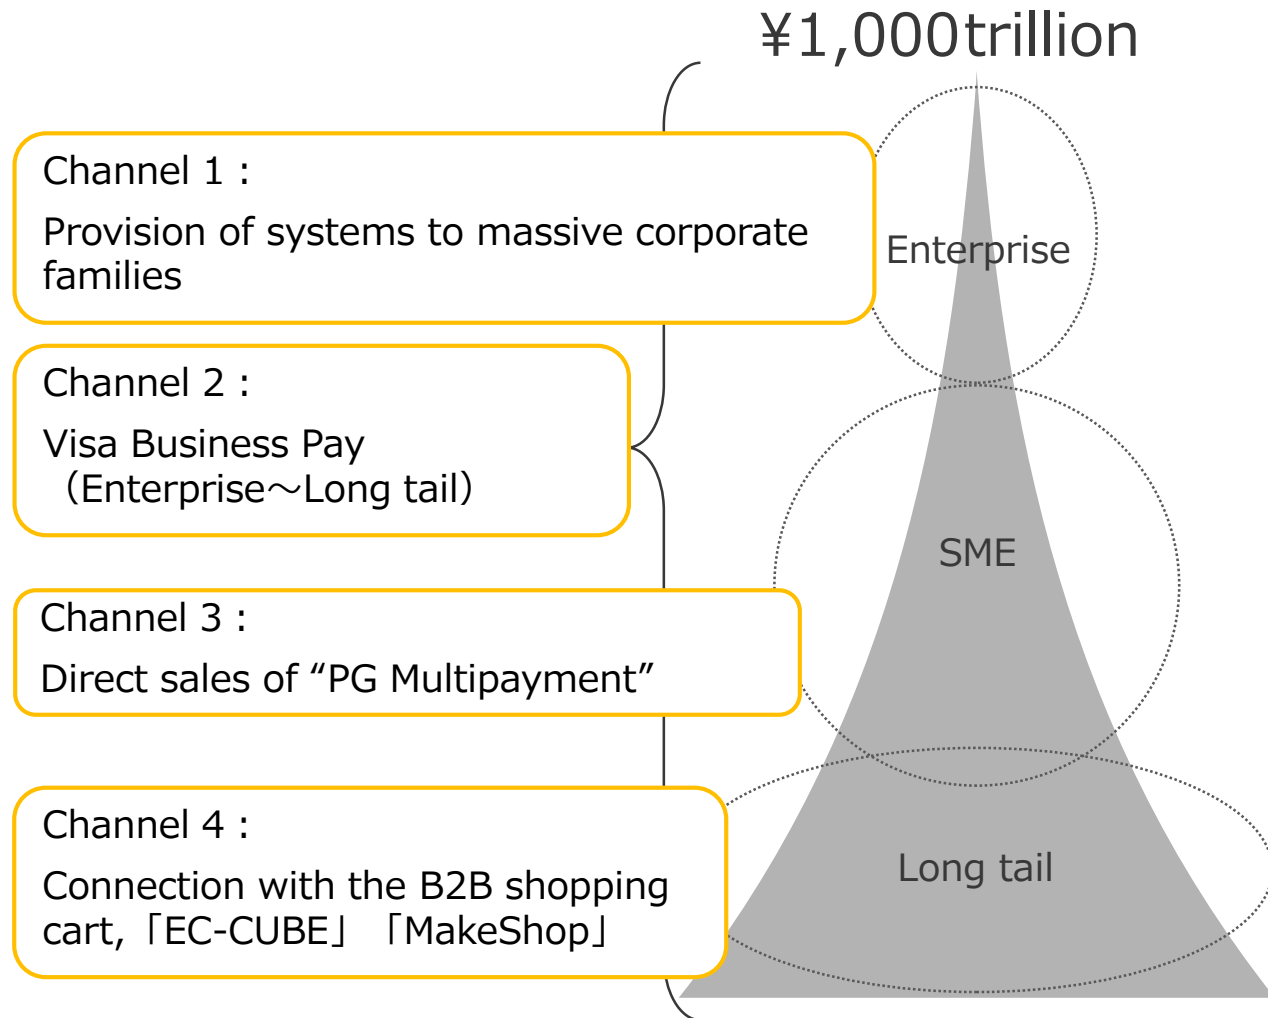 ¥1,000trillion
Channel 1 :
Provision of systems to massive corporate
families
Enterprise
Channel 2 :
Visa Business Pay
（Enterprise～Long tail）
SME
Channel 3 :
Direct sales of “PG Multipayment”
Channel 4 :
Connection with the B2B shopping
cart,「EC-CUBE」「MakeShop」
Long tail